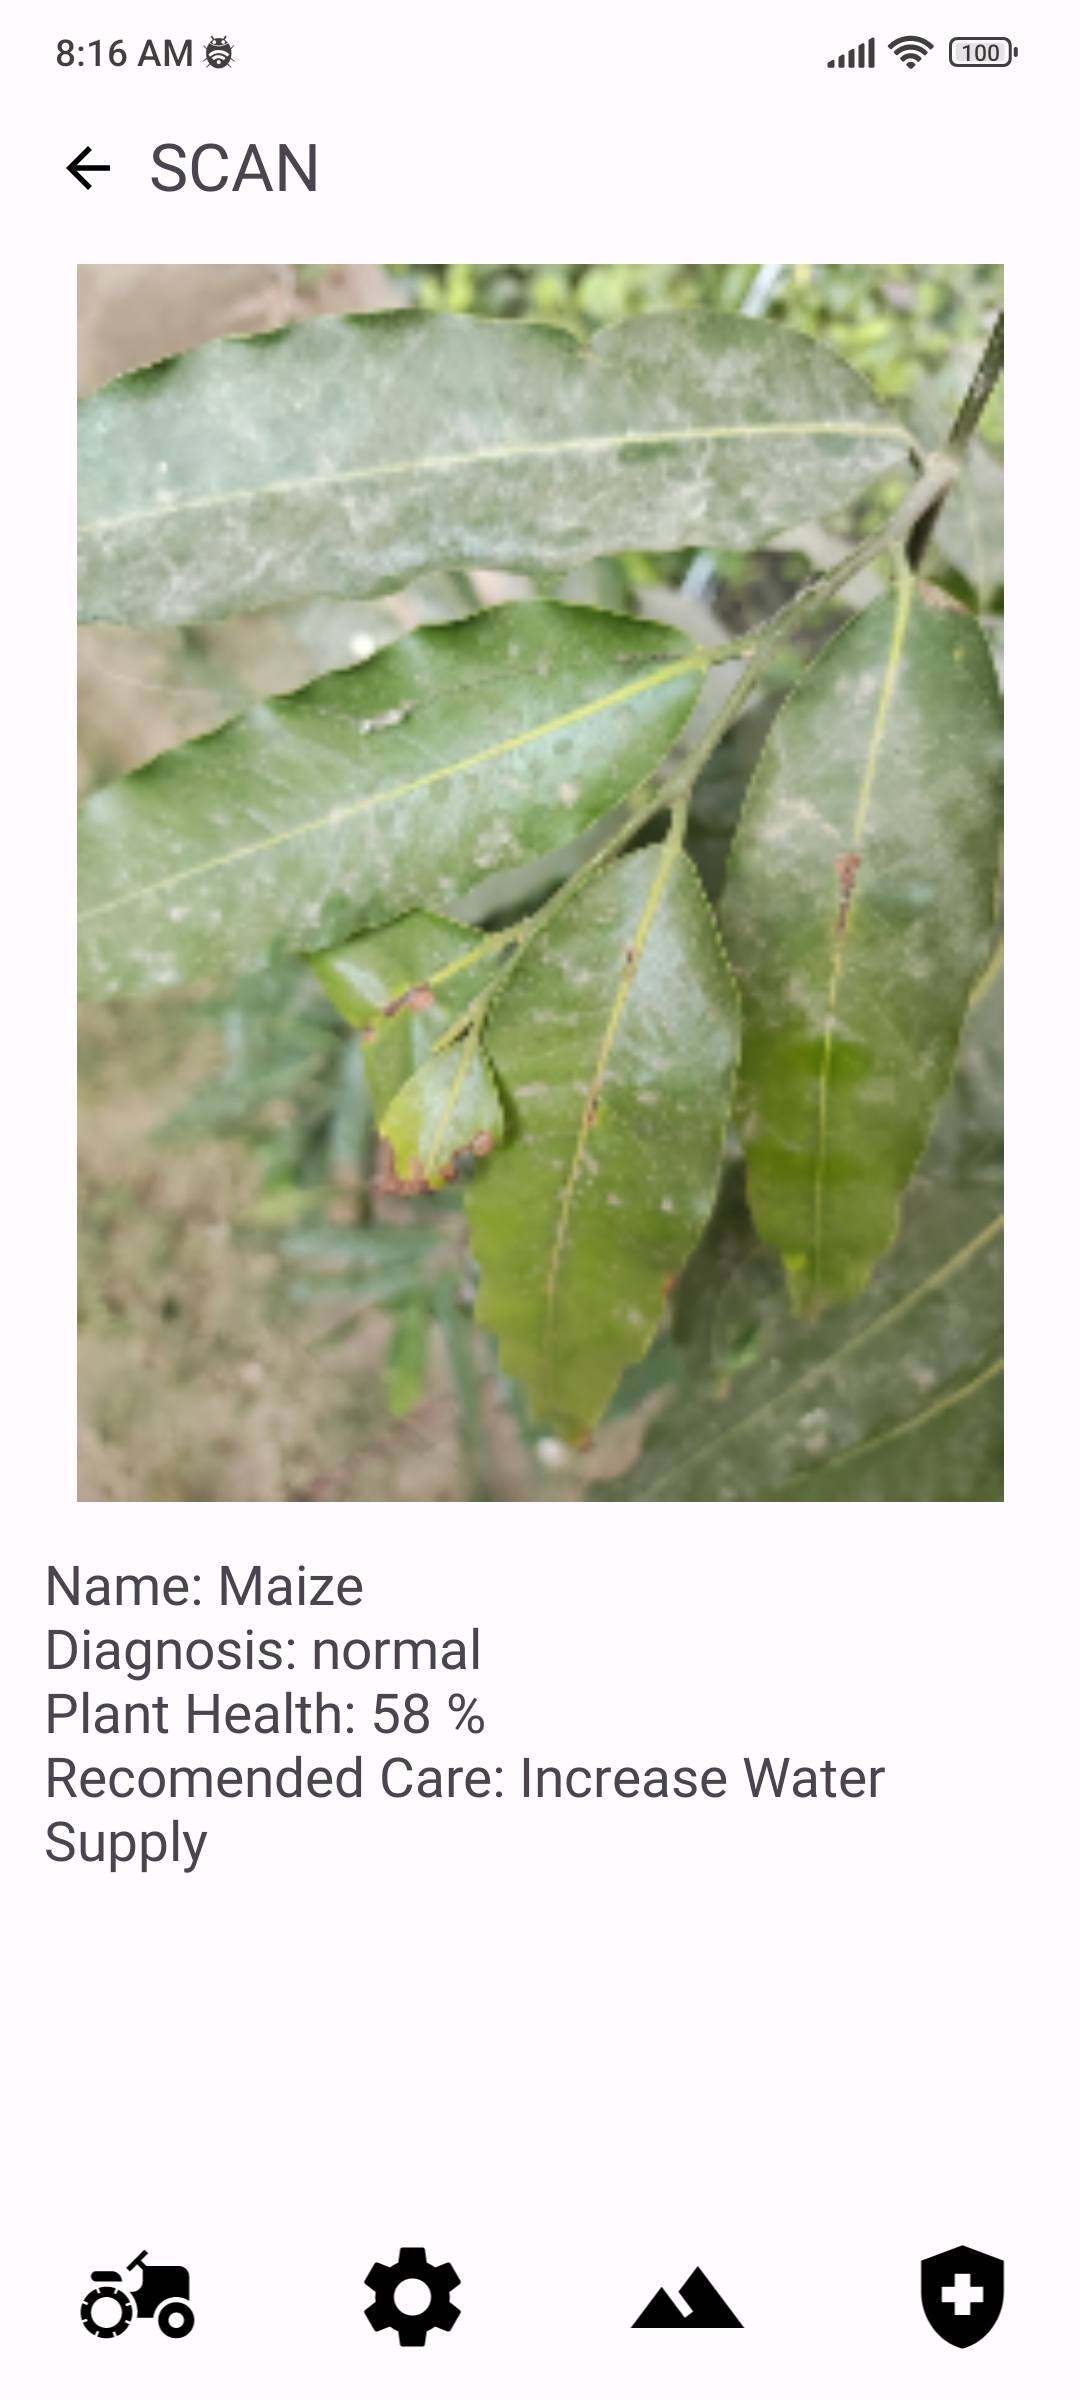 8:16 AM
100
SCAN
Name: Maize
Diagnosis: normal
Plant Health: 58 %
Recomended Care: Increase Water
Supply